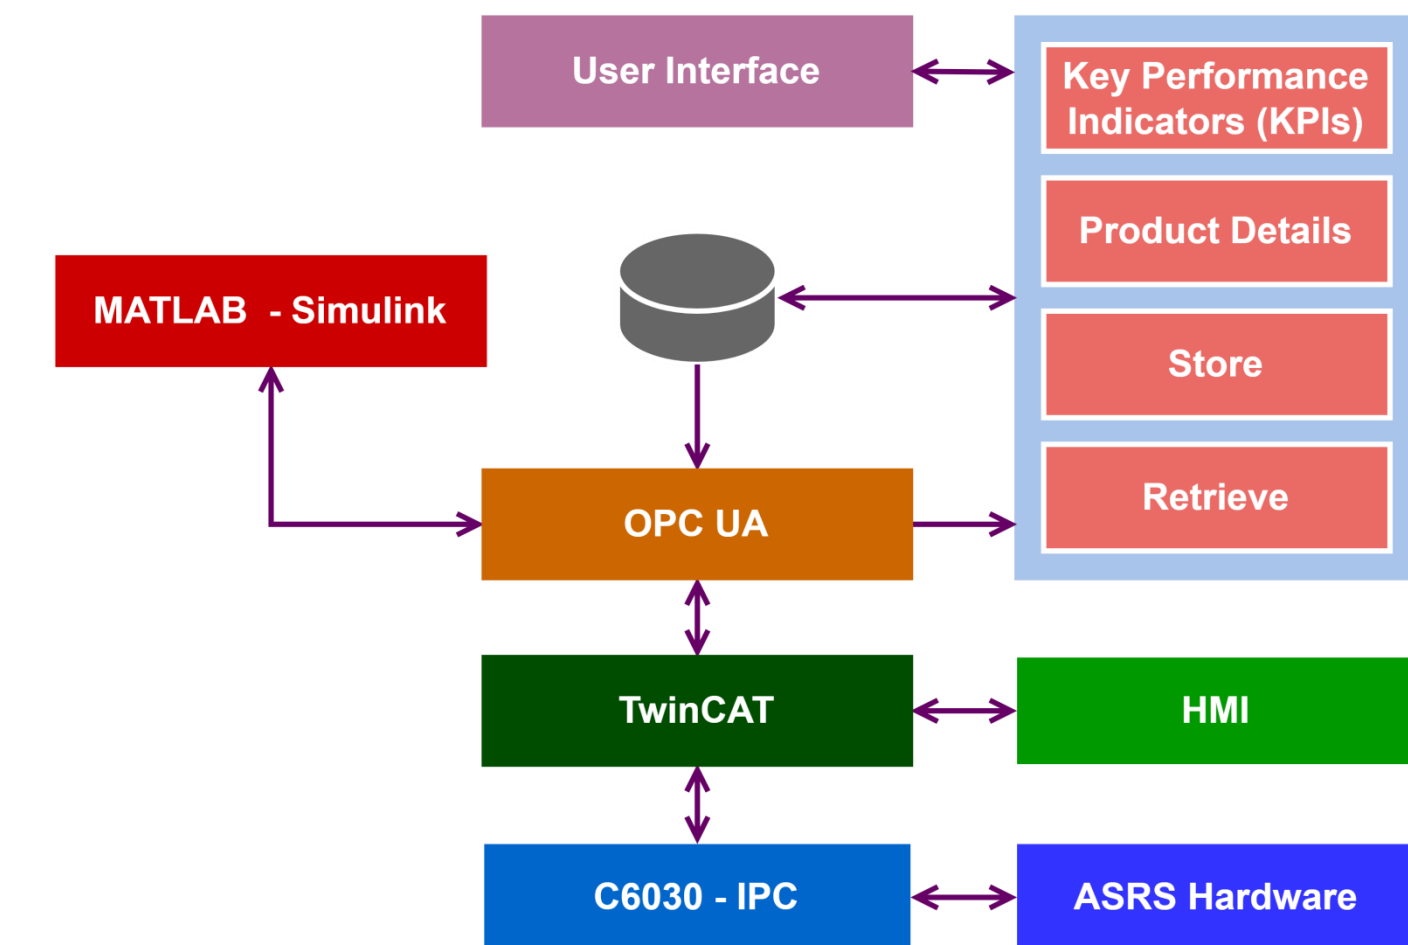 User Interface
Key Performance
Indicators (KPIs)
Product Details
MATLAB - Simulink
Store
Retrieve
OPC UA
TwinCAT
HMI
C6030 - IPC
ASRS Hardware